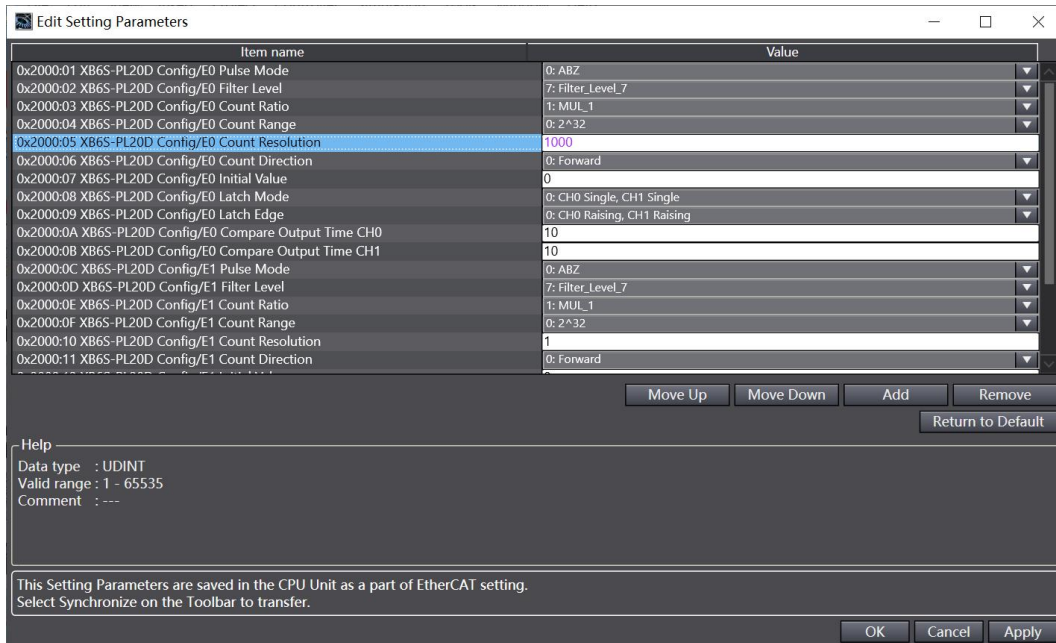 Edit Setting Parameters
Item name Value
0x2000:01 XB6S-PL20D Config/E0 Pulse Mode 0: ABZ
0x2000:02 XB6S-PL20D Config/E0 Filter Level 7: Filter_Level_7
0x2000:03 XB6S-PL20D Config/E0 Count Ratio 1: MUL_1
0x2000:04 XB6S-PL20D Config/E0 Count Range 0: 2^32
0x2000:05 XB6S-PL20D Config/E0 Count Resolution 1000
0x2000:06 XB6S-PL20D Config/E0 Count Direction 0: Forward
0x2000:07 XB6S-PL20D Config/E0 Initial Value 0
0x2000:08 XB6S-PL20D Config/E0 Latch Mode 0: CH0 Single, CH1 Single
0x2000:09 XB6S-PL20D Config/E0 Latch Edge 0: CH0 Raising, CH1 Raising
0x2000:0A XB6S-PL20D Config/E0 Compare Output Time CH0 10
0x2000:0B XB6S-PL20D Config/E0 Compare Output Time CH1 10
0x2000:0C XB6S-PL20D Config/E1 Pulse Mode 0: ABZ
0x2000:0D XB6S-PL20D Config/E1 Filter Level 7: Filter_Level_7
0x2000:0E XB6S-PL20D Config/E1 Count Ratio 1: MUL_1
0x2000:0F XB6S-PL20D Config/E1 Count Range 0: 2^32
0x2000:10 XB6S-PL20D Config/E1 Count Resolution 1
0x2000:11 XB6S-PL20D Config/E1 Count Direction 0: Forward
Move Up Move Down Add Remove
Return to Default
Help
Data type : UDINT
Valid range : 1 - 65535
Comment : ---
This Setting Parameters are saved in the CPU Unit as a part of EtherCAT setting.
Select Synchronize on the Toolbar to transfer.
OK Cancel Apply